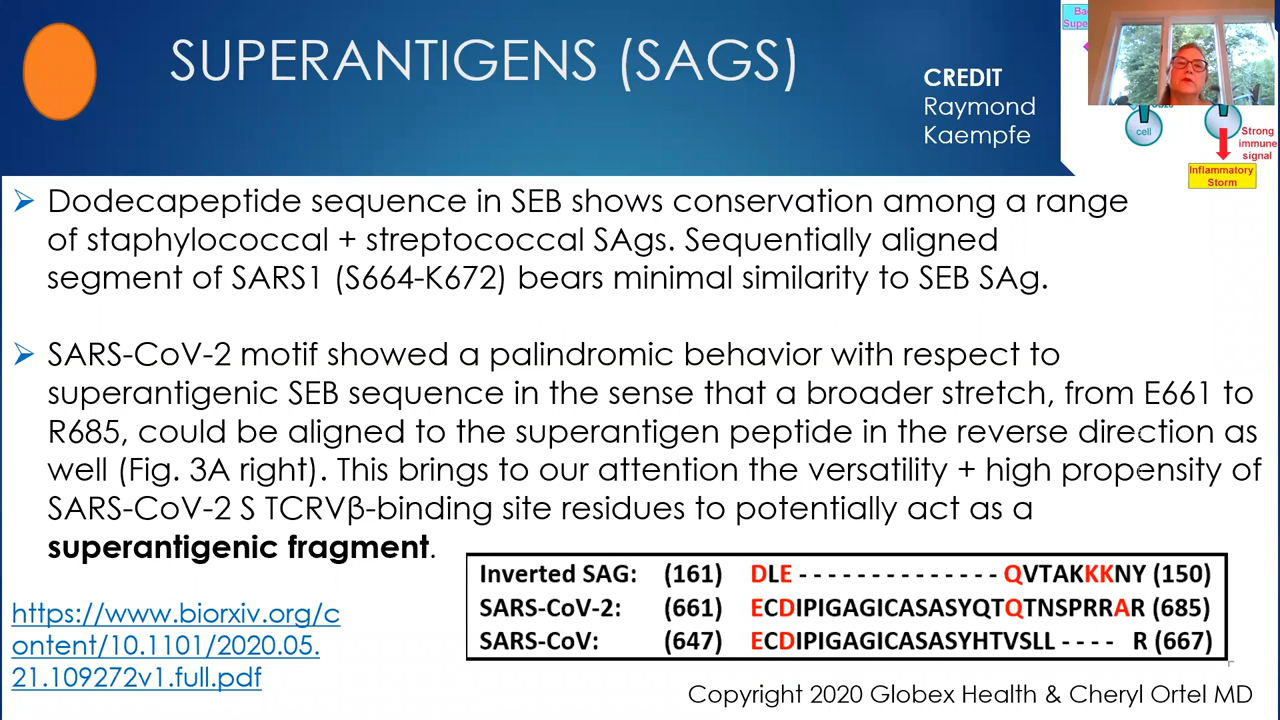 SUPERANTIGENS (SAGS)
CREDIT
Raymond
Kaempfe
cell
Strong
immune
signal
Inflammatory
Storm
Dodecapeptide sequence in SEB shows conservation among a range
of staphylococcal + streptococcal SAgs. Sequentially aligned
segment of SARS1 (S664-K672) bears minimal similarity to SEB SAg.
SARS-CoV-2 motif showed a palindromic behavior with respect to
superantigenic SEB sequence in the sense that a broader stretch, from E661 to
R685, could be aligned to the superantigen peptide in the reverse direction as
well (Fig. 3A right). This brings to our attention the versatility + high propensity of
SARS-CoV-2 S TCRVβ-binding site residues to potentially act as a
superantigenic fragment.
Inverted SAG: (161) DLE - - - - - - - - - - - - - - QVTAKKKNY (150)
SARS-CoV-2: (661) ECDIPIGAGICASASYQTQTNSPRRAR (685)
SARS-CoV: (647) ECDIPIGAGICASASYHTVSLL - - - - R (667)
https://www.biorxiv.org/c
ontent/10.1101/2020.05.
21.109272v1.full.pdf
Copyright 2020 Globex Health & Cheryl Ortel MD